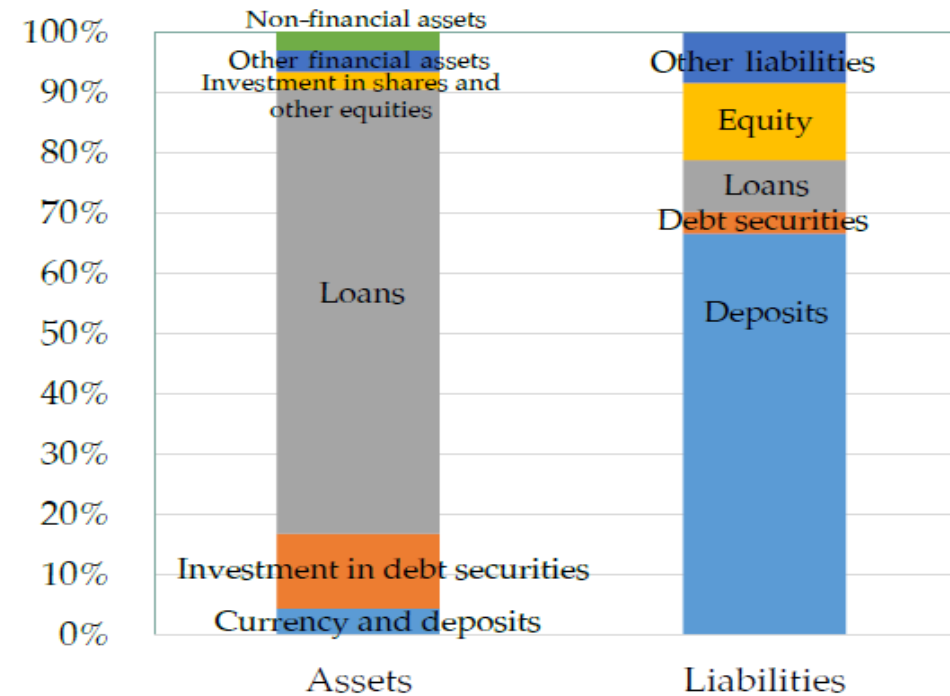 Non-financial assets
100%
Other financial assets
Other liabilities
Investment in shares and
90%
other equities
Equity
80%
Loans
70%
Debt securities
60%
Loans
Deposits
50%
40%
30%
20%
10%
Investment in debt securities
Currency and deposits
0%
Assets
Liabilities